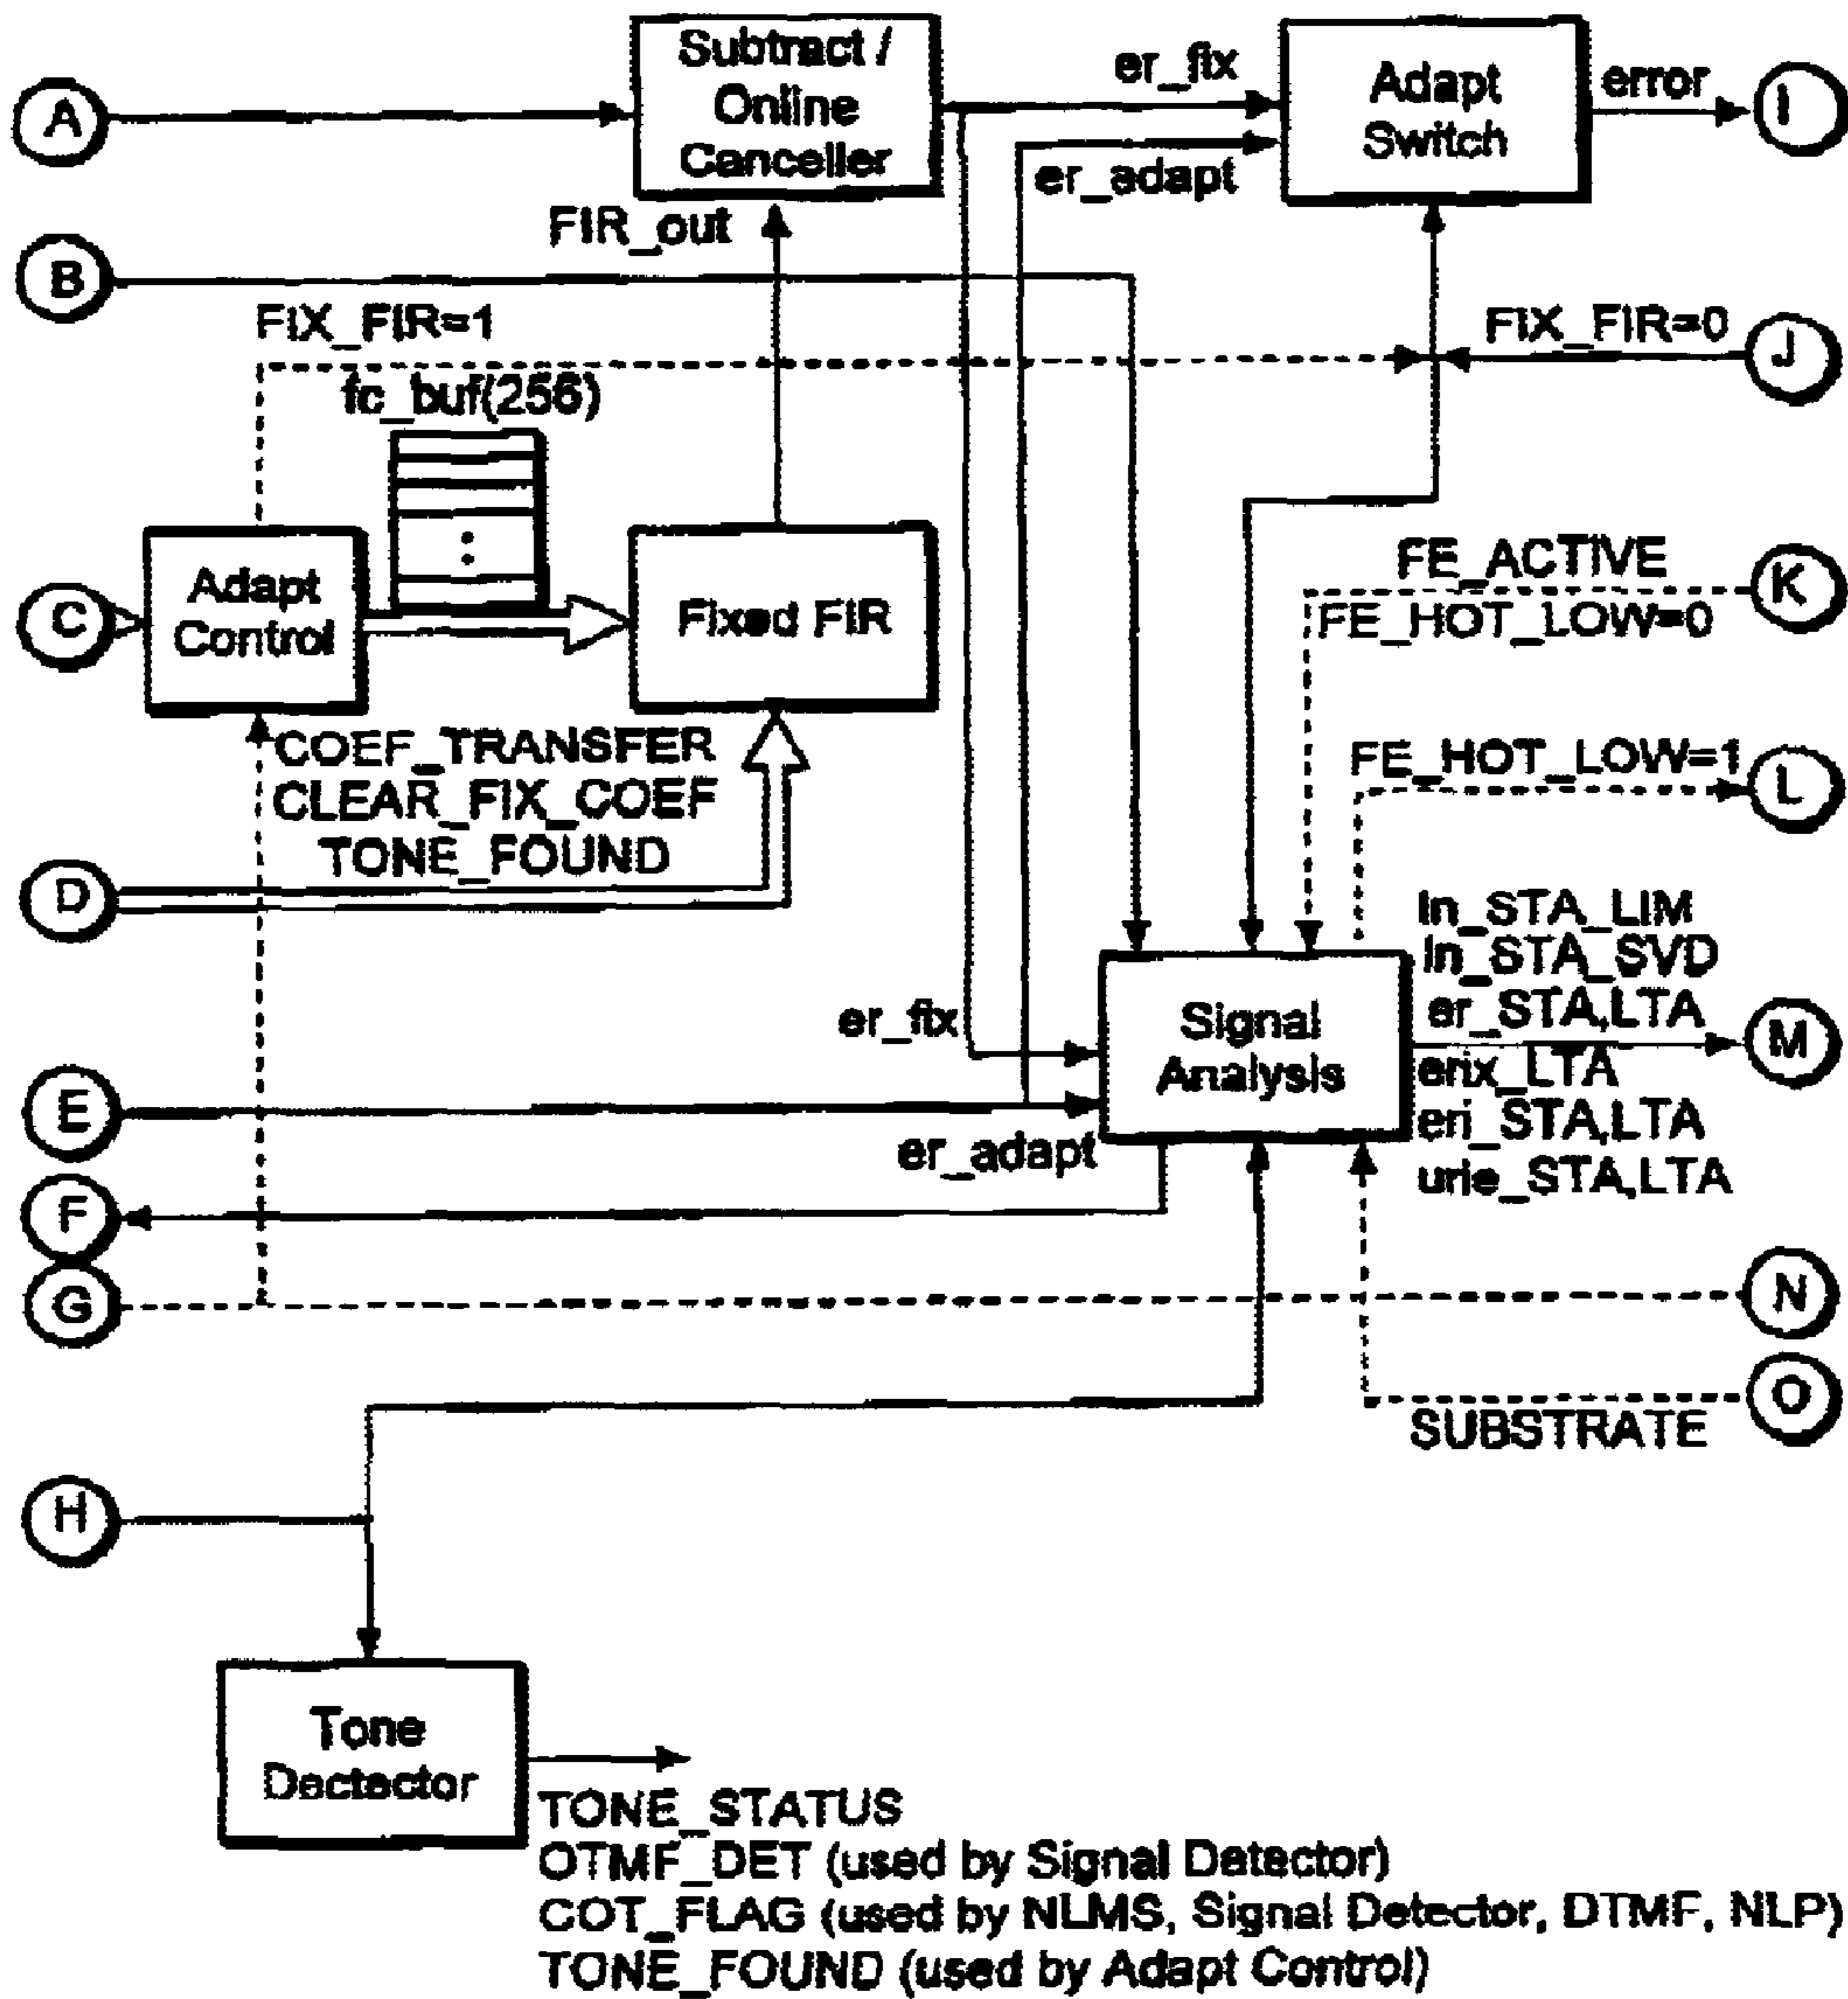 Subtract /
Online
Canceller
er_fix
Adapt
Switch
error
I
A
er_adapt
FIR_out
B
FIX_FIR=1
FIX_FIR=0
J
fc_buf(256)
Adapt
Control
C
Fixed FIR
FE_ACTIVE
K
FE_HOT_LOW=0
COEF_TRANSFER
CLEAR_FIX_COEF
TONE_FOUND
FE_HOT_LOW=1
L
D
in_STA_LIM
in_STA_SVD
er_STA,LTA
er_fix
Signal
Analysis
M
erix_LTA
eri_STA,LTA
urie_STA,LTA
E
er_adapt
F
G
N
O
SUBSTRATE
H
Tone
Dectector
TONE_STATUS
OTMF_DET (used by Signal Detector)
COT_FLAG (used by NLMS, Signal Detector, DTMF, NLP)
TONE_FOUND (used by Adapt Control)